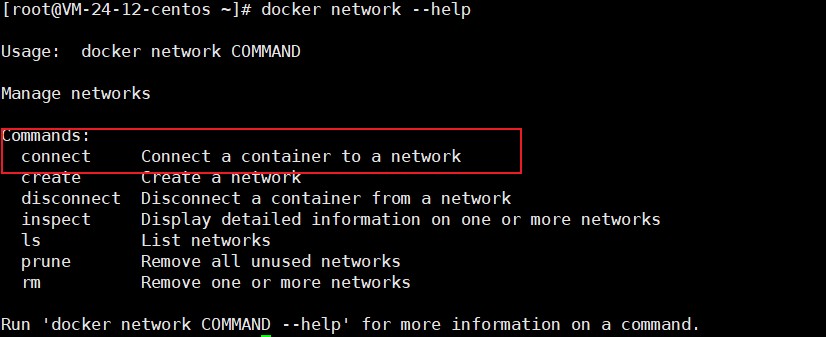 [root@VM-24-12-centos ~]# docker network --help
Usage:  docker network COMMAND
Manage networks
Commands:
  connect     Connect a container to a network
  create      Create a network
  disconnect  Disconnect a container from a network
  inspect     Display detailed information on one or more networks
  ls          List networks
  prune       Remove all unused networks
  rm          Remove one or more networks
Run 'docker network COMMAND --help' for more information on a command.